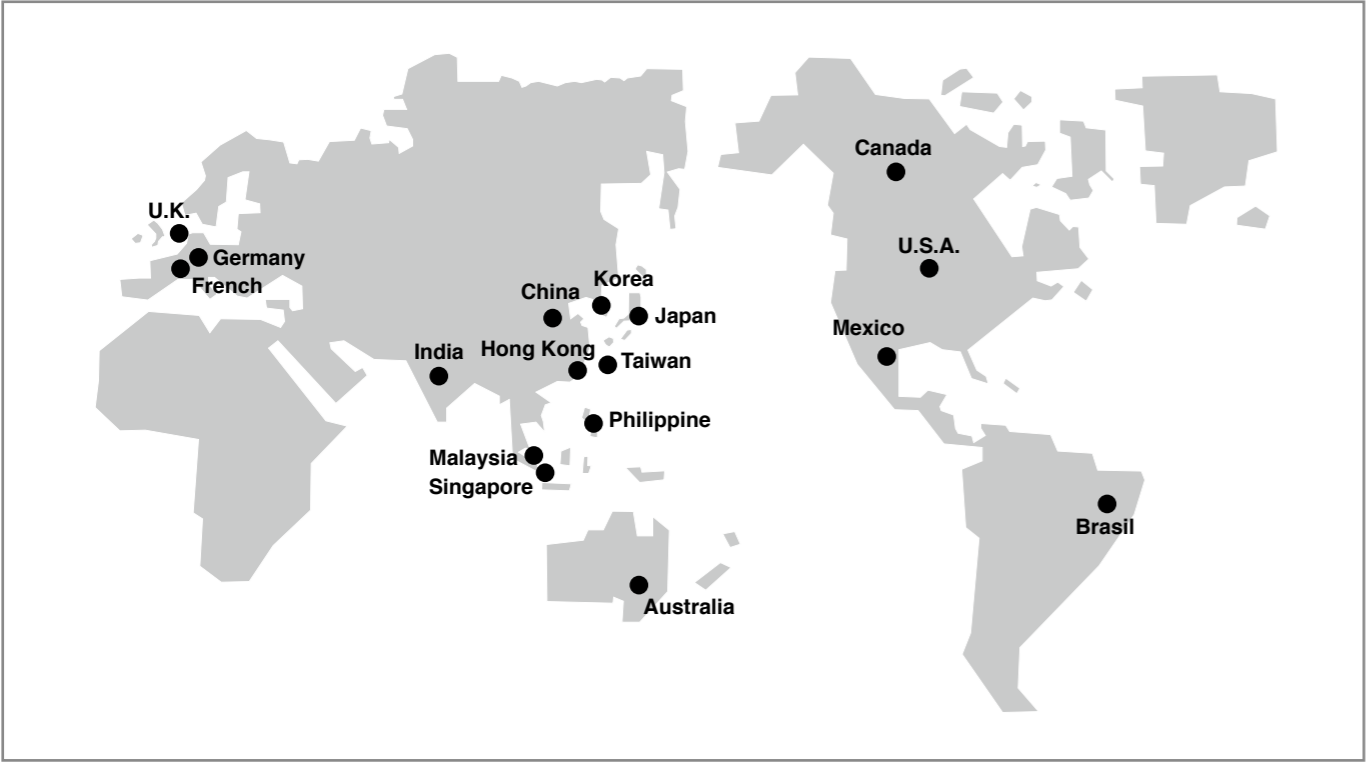 Canada
U.K.
U.S.A.
Germany
French
Korea
China
Japan
Mexico
Hong Kong
India
Taiwan
Philippine
Malaysia
Singapore
Brasil
Australia